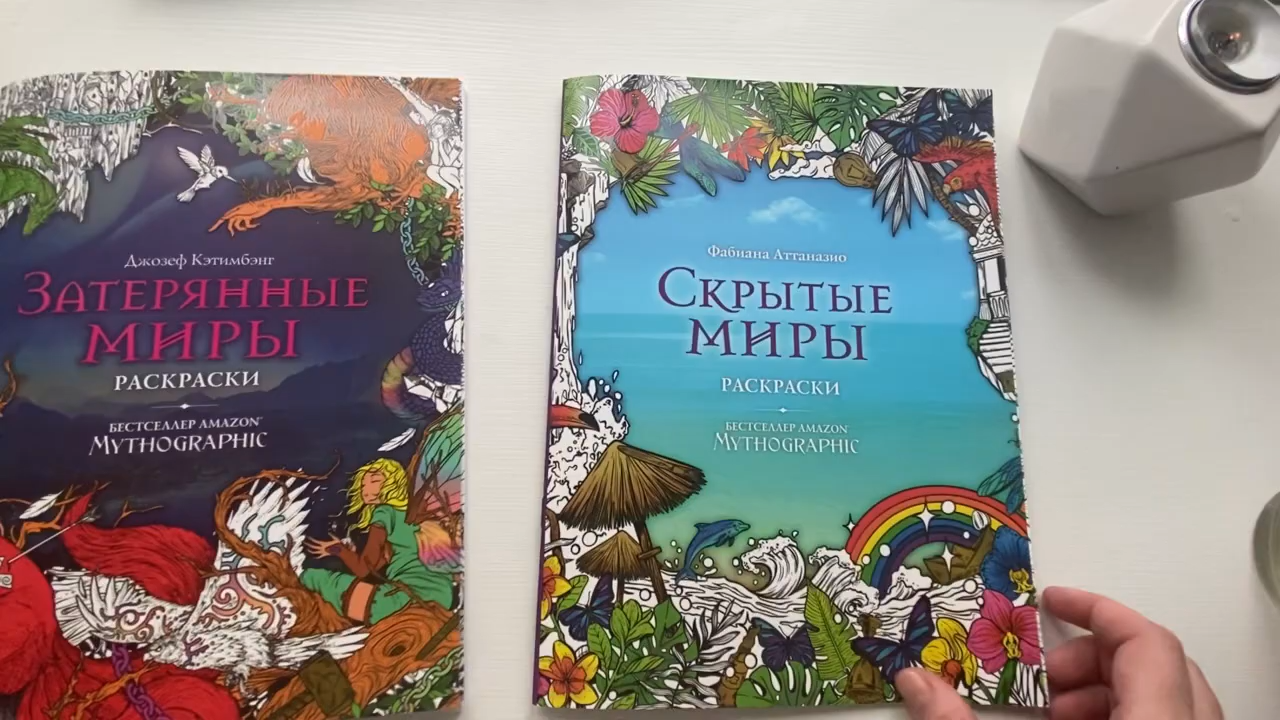 Джозеф Кэтимбэнг
ЗАТЕРЯННЫЕ
МИРЫ
РАСКРАСКИ
БЕСТСЕЛЛЕР AMAZON
MYTHOGRAPHIC
Фабиана Аттаназио
СКРЫТЫЕ
МИРЫ
РАСКРАСКИ
БЕСТСЕЛЛЕР AMAZON
MYTHOGRAPHIC